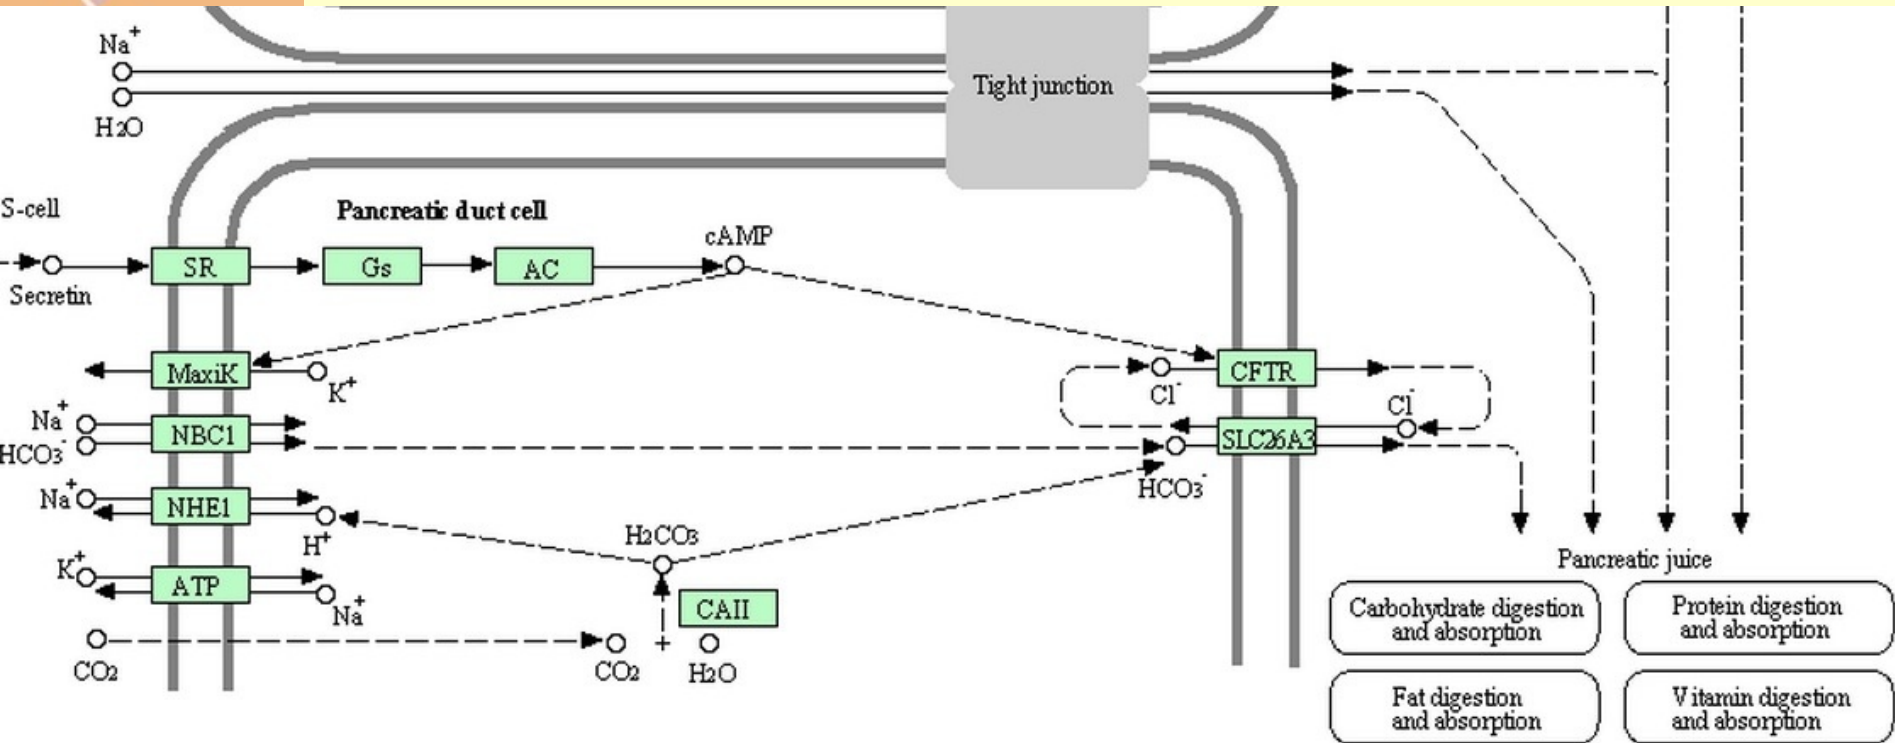 Na+
H2O
Tight junction
S-cell
Pancreatic duct cell
cAMP
SR
Gs
AC
Secretin
MaxiK
K+
CFTR
Cl-
Cl-
Na+
HCO3-
NBC1
SLC26A3
HCO3-
Na+
NHE1
H+
H2CO3
K+
ATP
Na+
CAII
CO2
CO2
+
H2O
Pancreatic juice
Carbohydrate digestion
and absorption
Protein digestion
and absorption
Fat digestion
and absorption
Vitamin digestion
and absorption